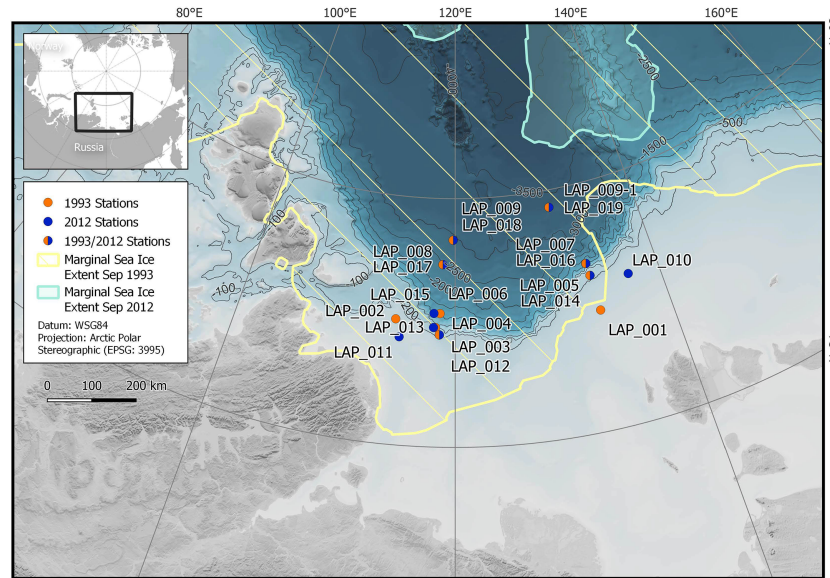 80°E
100°E
120°E
140°E
160°E
Norway
Russia
1993 Stations
2012 Stations
1993/2012 Stations
Marginal Sea Ice
Extent Sep 1993
Marginal Sea Ice
Extent Sep 2012
Datum: WSG84
Projection: Arctic Polar
Stereographic (EPSG: 3995)
0 100 200 km
2500
-500
-1500
-3500
-100
-100
-100
-2500
LAP_009-1
LAP_019
LAP_009
LAP_018
LAP_008
LAP_017
LAP_007
LAP_016
LAP_010
LAP_005
LAP_014
LAP_015
LAP_006
LAP_002
LAP_013
LAP_004
LAP_001
LAP_011
LAP_003
LAP_012